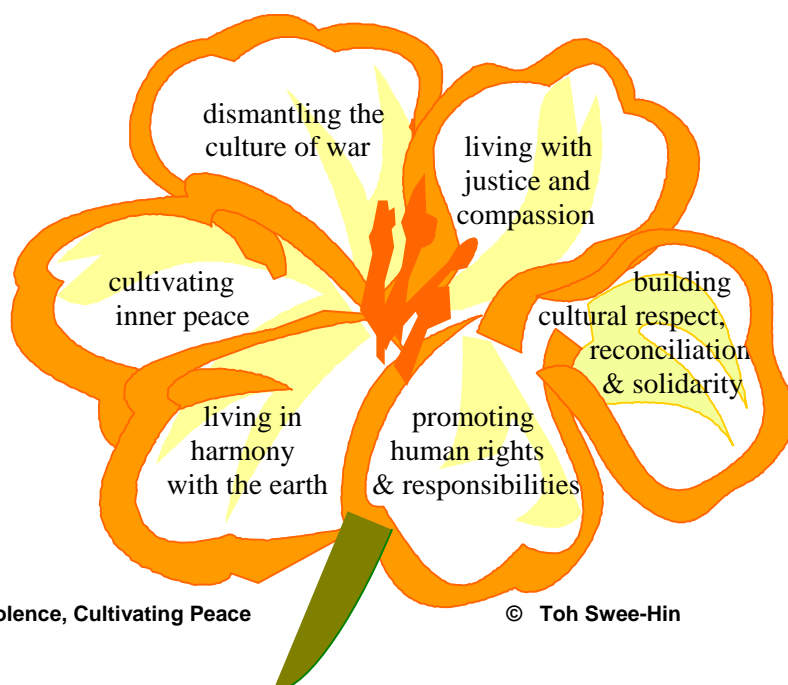 dismantling the
culture of war
living with
justice and
compassion
cultivating
inner peace
building
cultural respect,
reconciliation
& solidarity
living in
harmony
with the earth
promoting
human rights
& responsibilities
Cultivating Peace
© Toh Swee-Hin